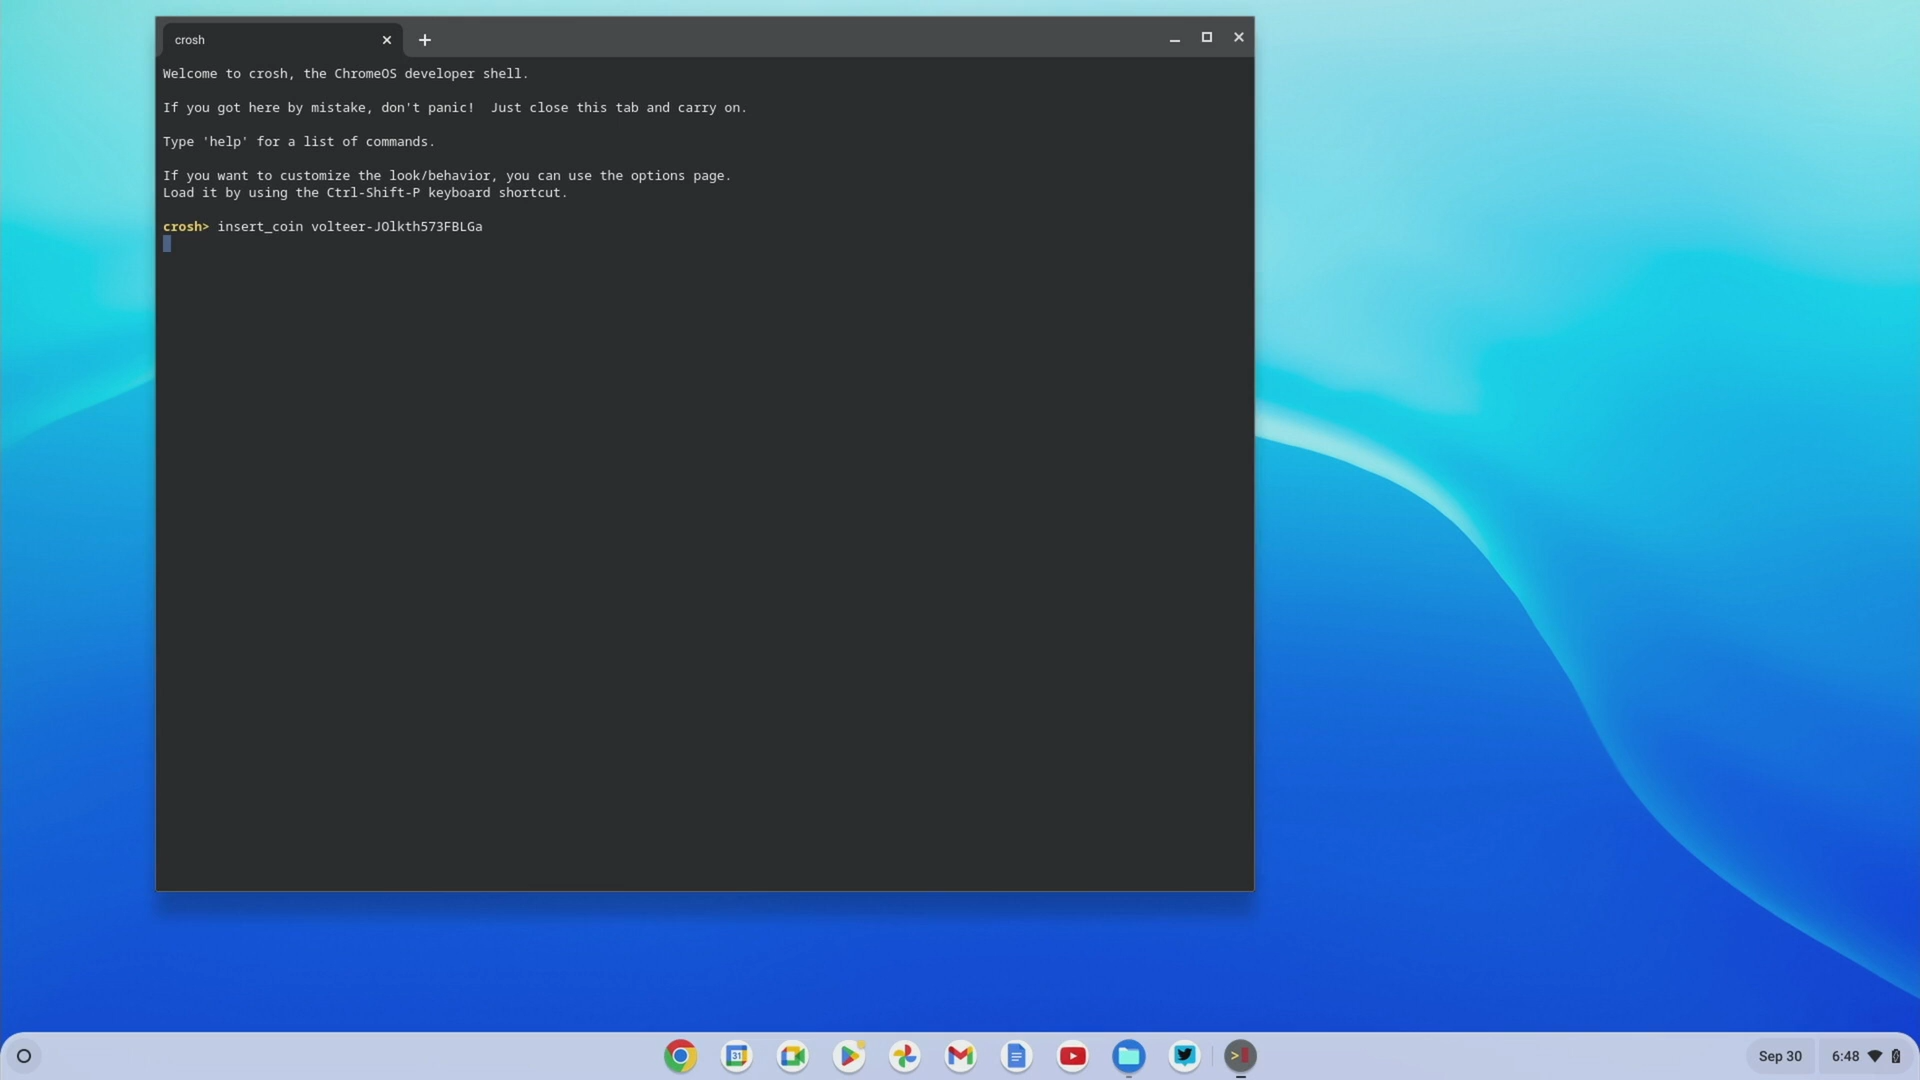 crosh
Welcome to crosh, the ChromeOS developer shell.
If you got here by mistake, don't panic!  Just close this tab and carry on.
Type 'help' for a list of commands.
If you want to customize the look/behavior, you can use the options page.
Load it by using the Ctrl-Shift-P keyboard shortcut.
crosh> insert_coin volteer-JOlkth573FBLGa
31
Sep 30
6:48